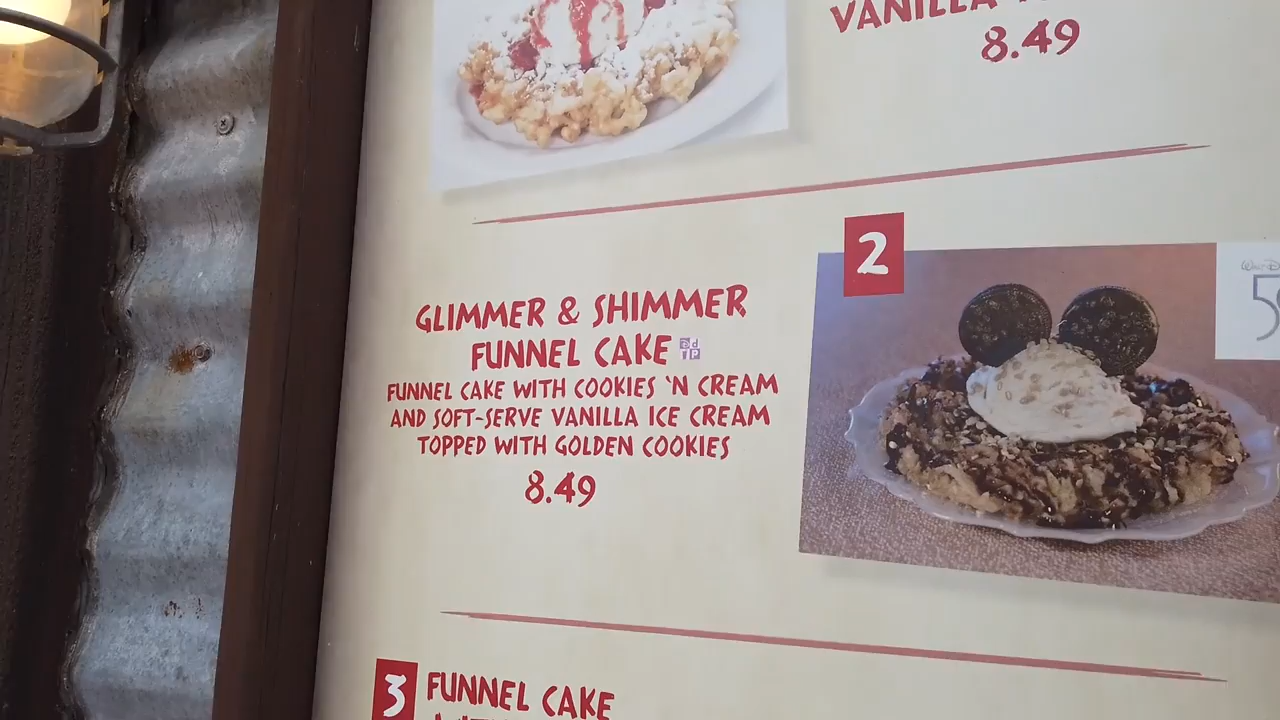 VANILLA
8.49
2
GLIMMER & SHIMMER
FUNNEL CAKE
FUNNEL CAKE WITH COOKIES 'N CREAM
AND SOFT-SERVE VANILLA ICE CREAM
TOPPED WITH GOLDEN COOKIES
8.49
3
FUNNEL CAKE